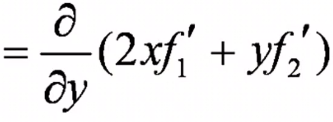 = ∂/∂y (2xf₁′ + yf₂′)